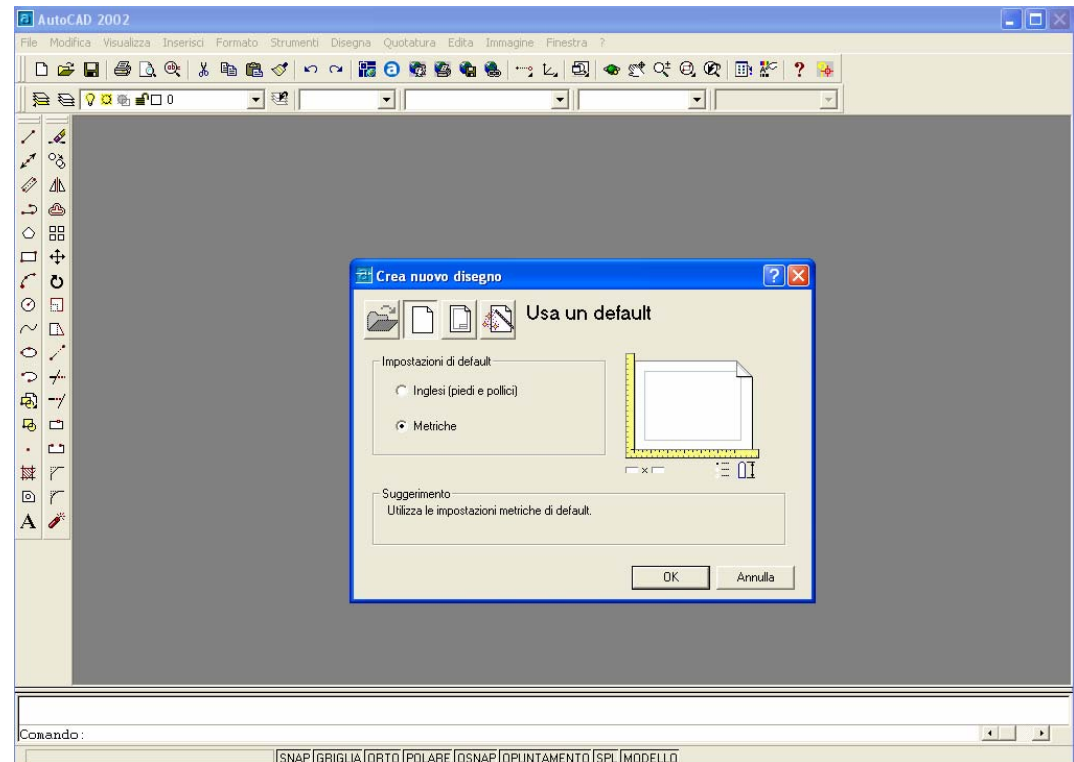 AutoCAD 2002
File Modifica Visualizza Inserisci Formato Strumenti Disegna Quotatura Edita Immagine Finestra ?
0
Crea nuovo disegno
Usa un default
Impostazioni di default
Inglesi (piedi e pollici)
Metriche
Suggerimento
Utilizza le impostazioni metriche di default.
OK Annulla
Comando:
SNAP GRIGLIA ORTO POLARE OSNAP OPUNTAMENTO SPL MODELLO